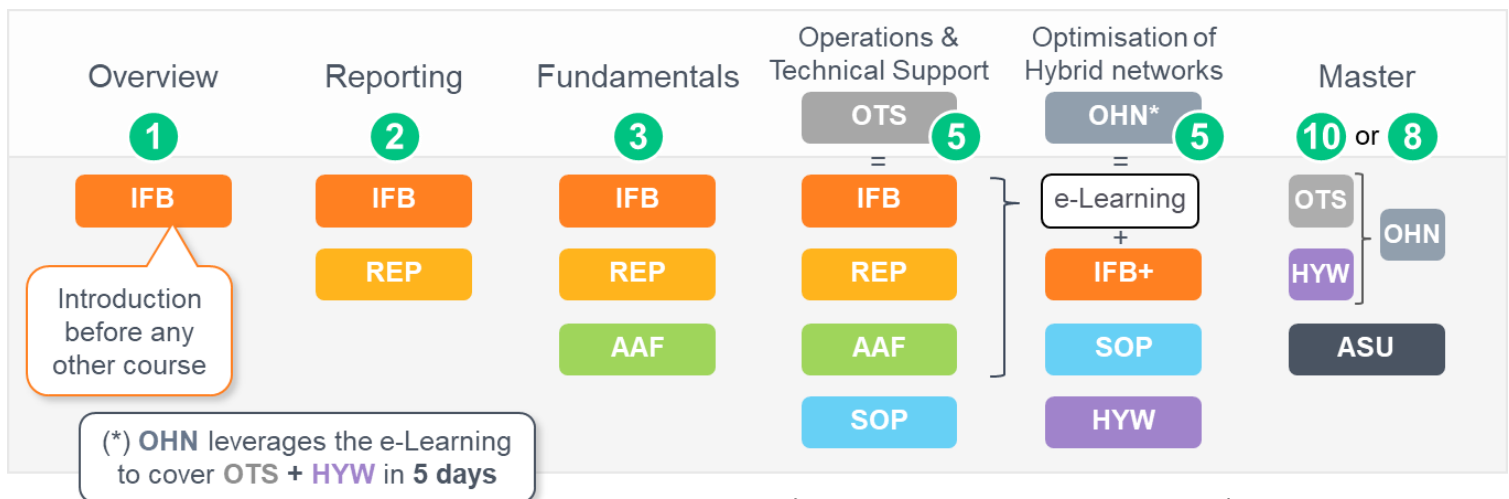 Overview
1
Reporting
2
Fundamentals
3
Operations &
Technical Support
OTS
5
Optimisation of
Hybrid networks
OHN*
5
Master
10 or 8
IFB
Introduction
before any
other course
IFB
REP
IFB
REP
AAF
=
IFB
REP
AAF
SOP
=
e-Learning
+
IFB+
SOP
HYW
OTS
HYW
OHN
ASU
(*) OHN leverages the e-Learning
to cover OTS + HYW in 5 days